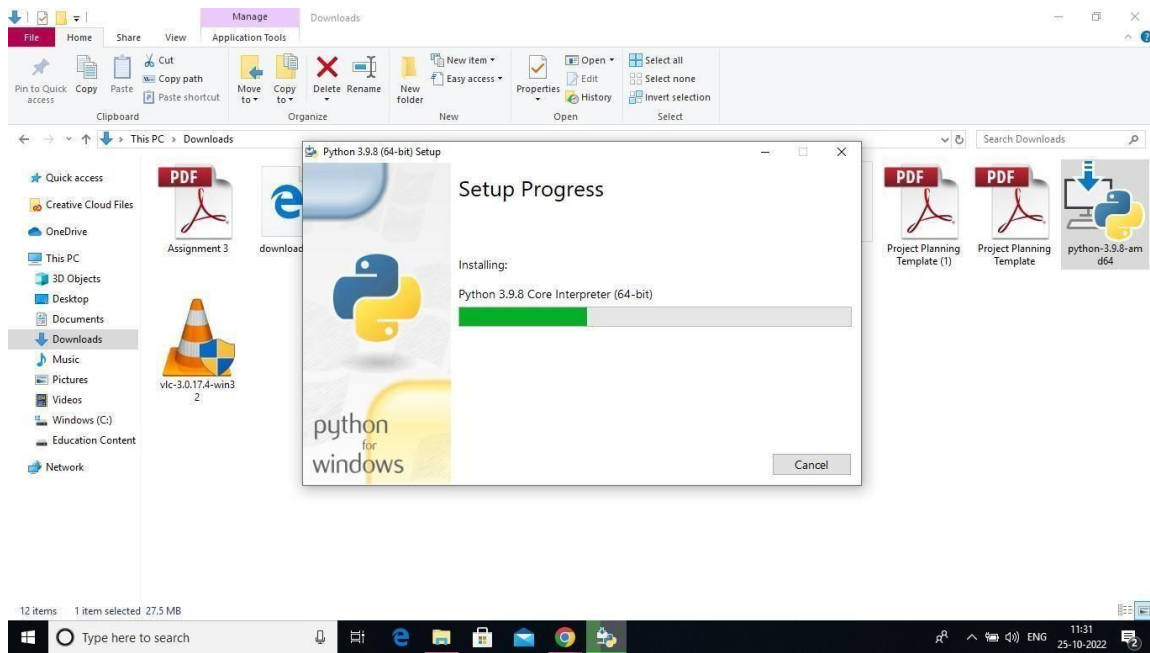 Manage
Downloads
File Home Share View Application Tools
Pin to Quick access
Copy
Paste
Cut
Copy path
Paste shortcut
Clipboard
Move to
Copy to
Delete
Rename
Organize
New folder
New item
Easy access
New
Properties
Open
Edit
History
Open
Select all
Select none
Invert selection
Select
This PC > Downloads
Search Downloads
Quick access
Creative Cloud Files
OneDrive
This PC
3D Objects
Desktop
Documents
Downloads
Music
Pictures
Videos
Windows (C:)
Education Content
Network
PDF
Assignment 3
download
vlc-3.0.17.4-win3
2
Python 3.9.8 (64-bit) Setup
Setup Progress
Installing:
Python 3.9.8 Core Interpreter (64-bit)
python
for
windows
Cancel
PDF
Project Planning
Template (1)
PDF
Project Planning
Template
python-3.9.8-am
d64
12 items 1 item selected 27.5 MB
Type here to search
ENG
11:31
25-10-2022
2